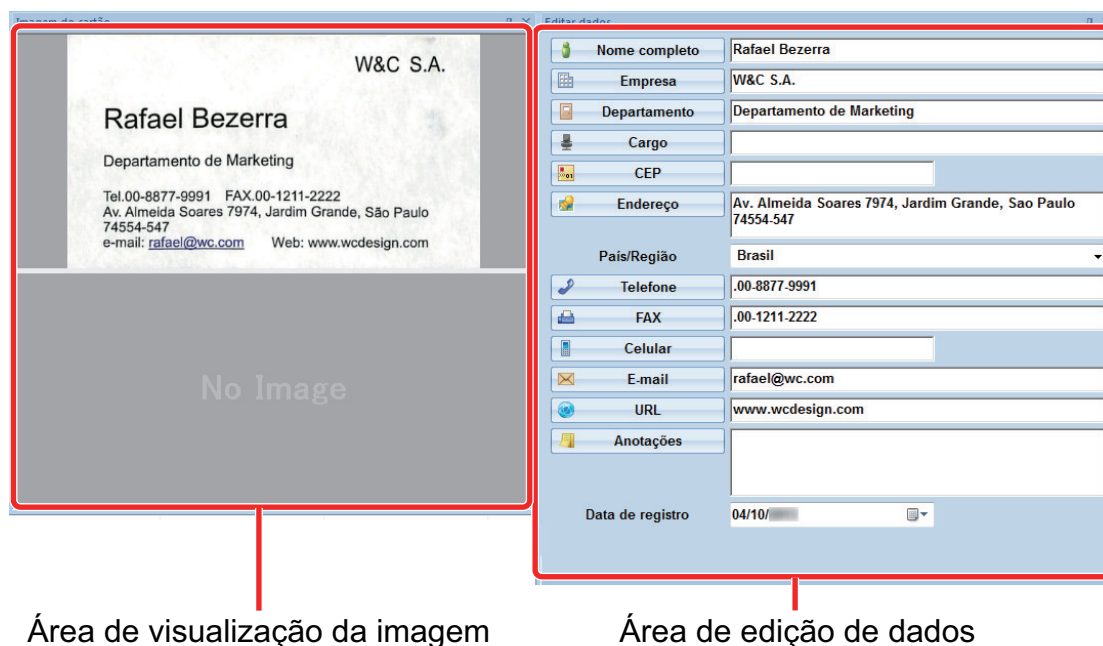 Imagem do cartão
W&C S.A.
Rafael Bezerra
Departamento de Marketing
Tel.00-8877-9991 FAX.00-1211-2222
Av. Almeida Soares 7974, Jardim Grande, São Paulo
74554-547
e-mail: rafael@wc.com Web: www.wcdesign.com
No Image
Editar dados
Nome completo Rafael Bezerra
Empresa W&C S.A.
Departamento Departamento de Marketing
Cargo
CEP
Endereço Av. Almeida Soares 7974, Jardim Grande, Sao Paulo
74554-547
País/Região Brasil
Telefone .00-8877-9991
FAX .00-1211-2222
Celular
E-mail rafael@wc.com
URL www.wcdesign.com
Anotações
Data de registro 04/10/
Área de visualização da imagem
Área de edição de dados